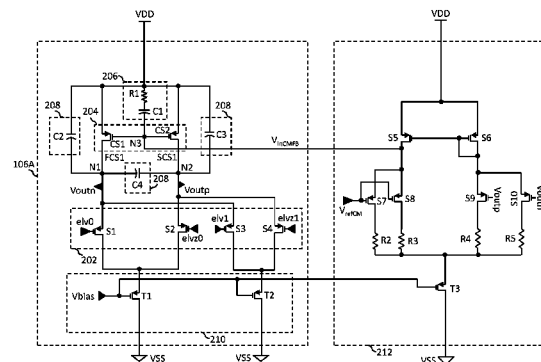 VDD
VDD
206
208
R1
208
204
C1
C2
CS1
N3
CS2
C3
VinCMFB
S5
S6
FCS1
SCS1
N1
N2
C4
106A
Voutn
208
Voutp
S7
S8
S9
Voutp
S10
Voutn
VrefCM
elv0
elv1
S1
S2
S3
S4
elvz1
elvz0
R2
R3
R4
R5
202
Vbias
T1
T2
T3
210
VSS
VSS
VSS
212